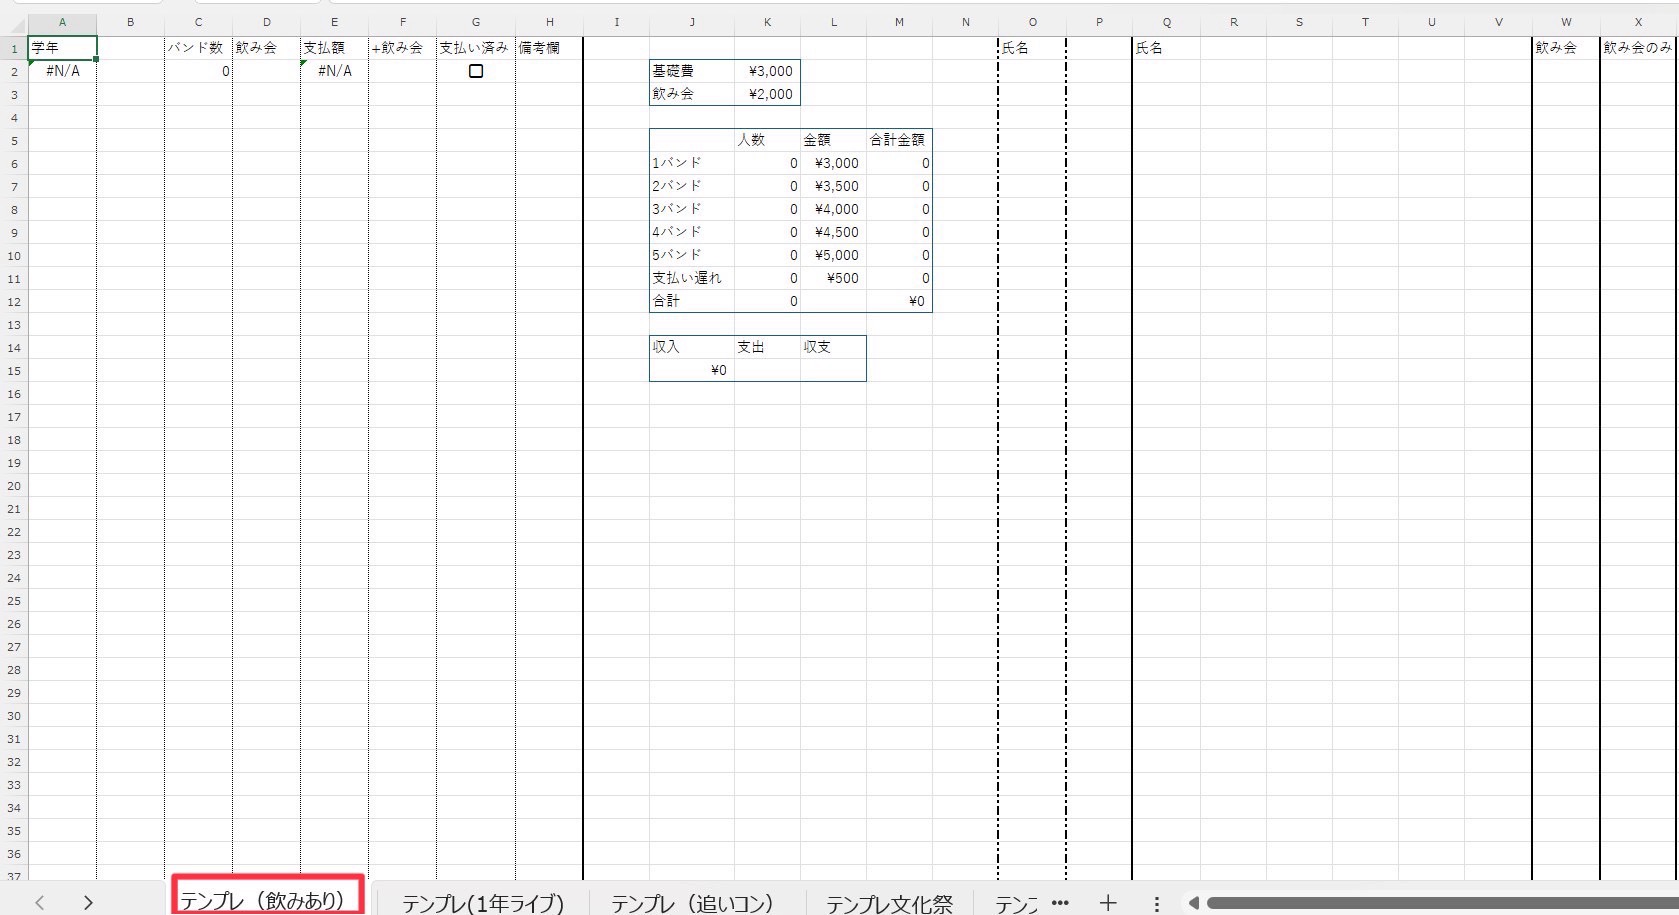 A B C D E F G H I J K L M N O P Q R S T U V W X
1 学年 バンド数 飲み会 支払額 +飲み会 支払い済み 備考欄 氏名 氏名 飲み会 飲み会のみ
2 #N/A 0 #N/A 基礎費 ¥3,000
3 飲み会 ¥2,000
4
5 人数 金額 合計金額
6 1バンド 0 ¥3,000 0
7 2バンド 0 ¥3,500 0
8 3バンド 0 ¥4,000 0
9 4バンド 0 ¥4,500 0
10 5バンド 0 ¥5,000 0
11 支払い遅れ 0 ¥500 0
12 合計 0 ¥0
13
14 収入 支出 収支
15 ¥0
16
17
18
19
20
21
22
23
24
25
26
27
28
29
30
31
32
33
34
35
36
37
テンプレ（飲みあり） テンプレ(1年ライブ) テンプレ（追いコン） テンプレ文化祭 テンプ